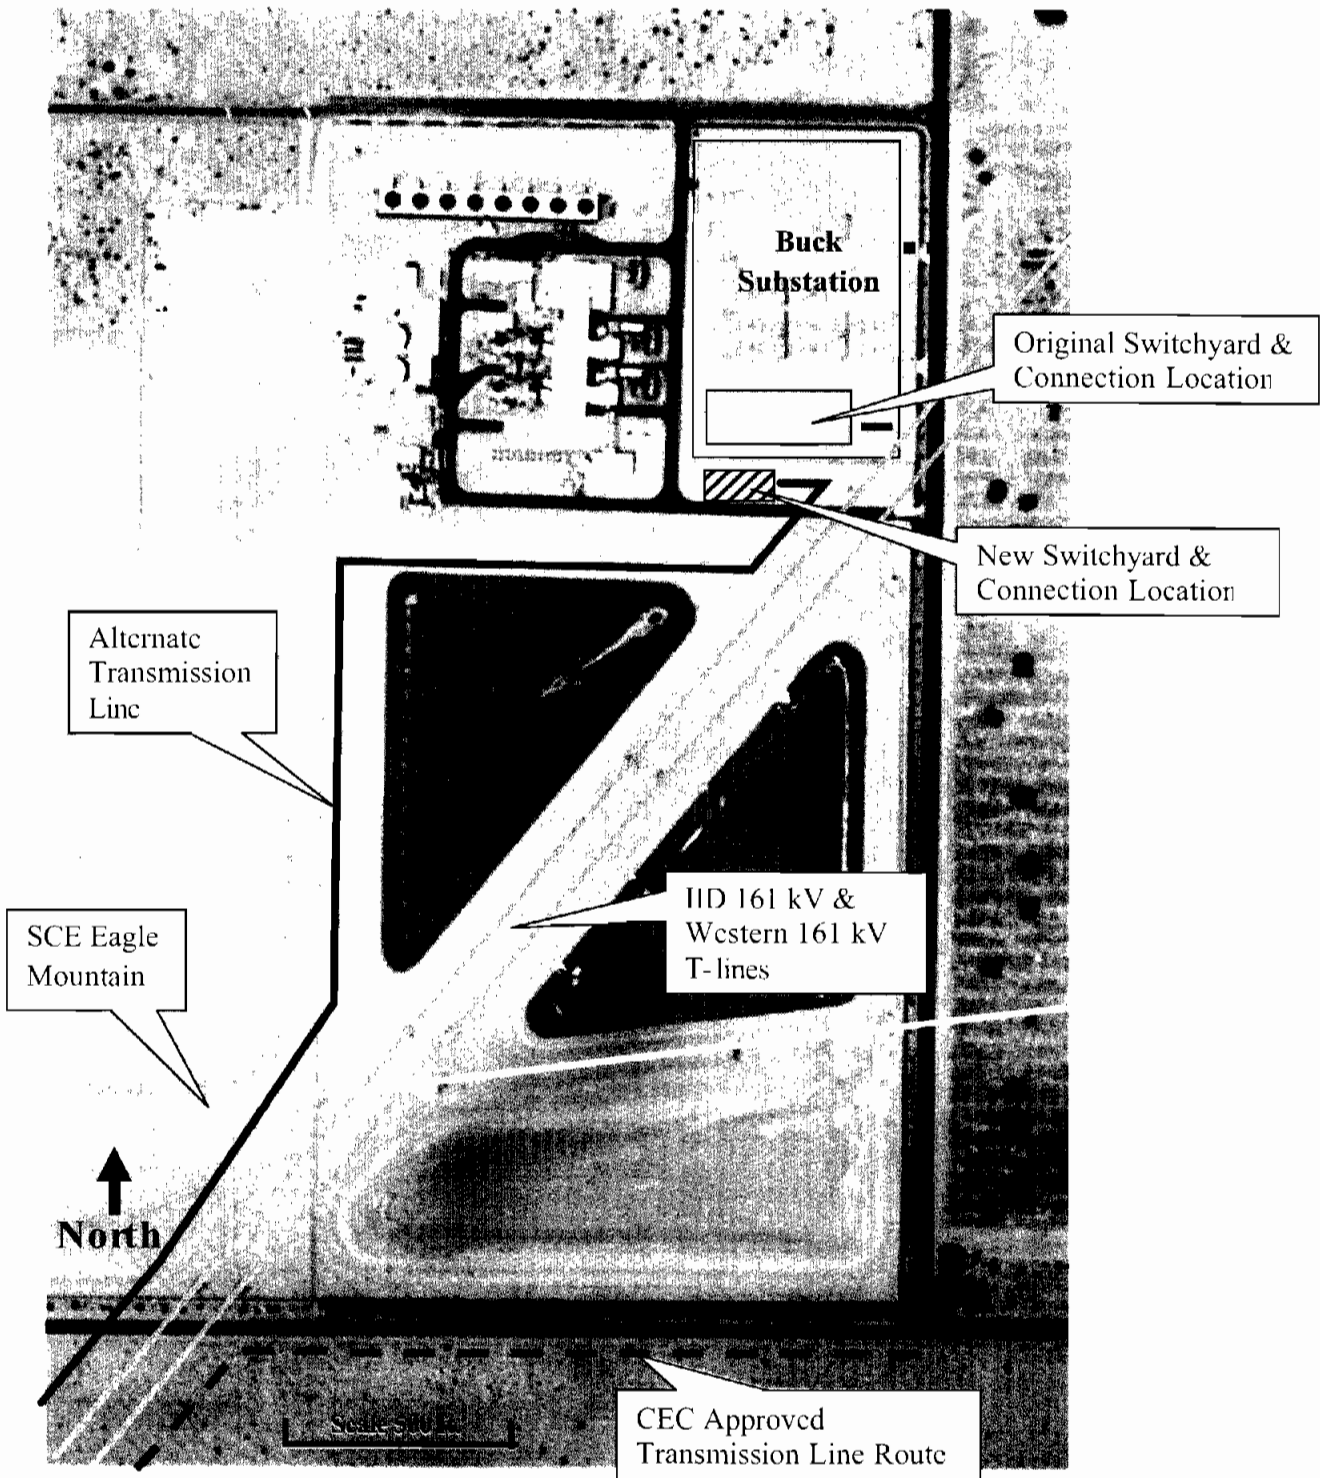 Buck
Substation
Original Switchyard &
Connection Location
New Switchyard &
Connection Location
Alternate
Transmission
Line
IID 161 kV &
Western 161 kV
T-lines
SCE Eagle
Mountain
North
Scale
CEC Approved
Transmission Line Route